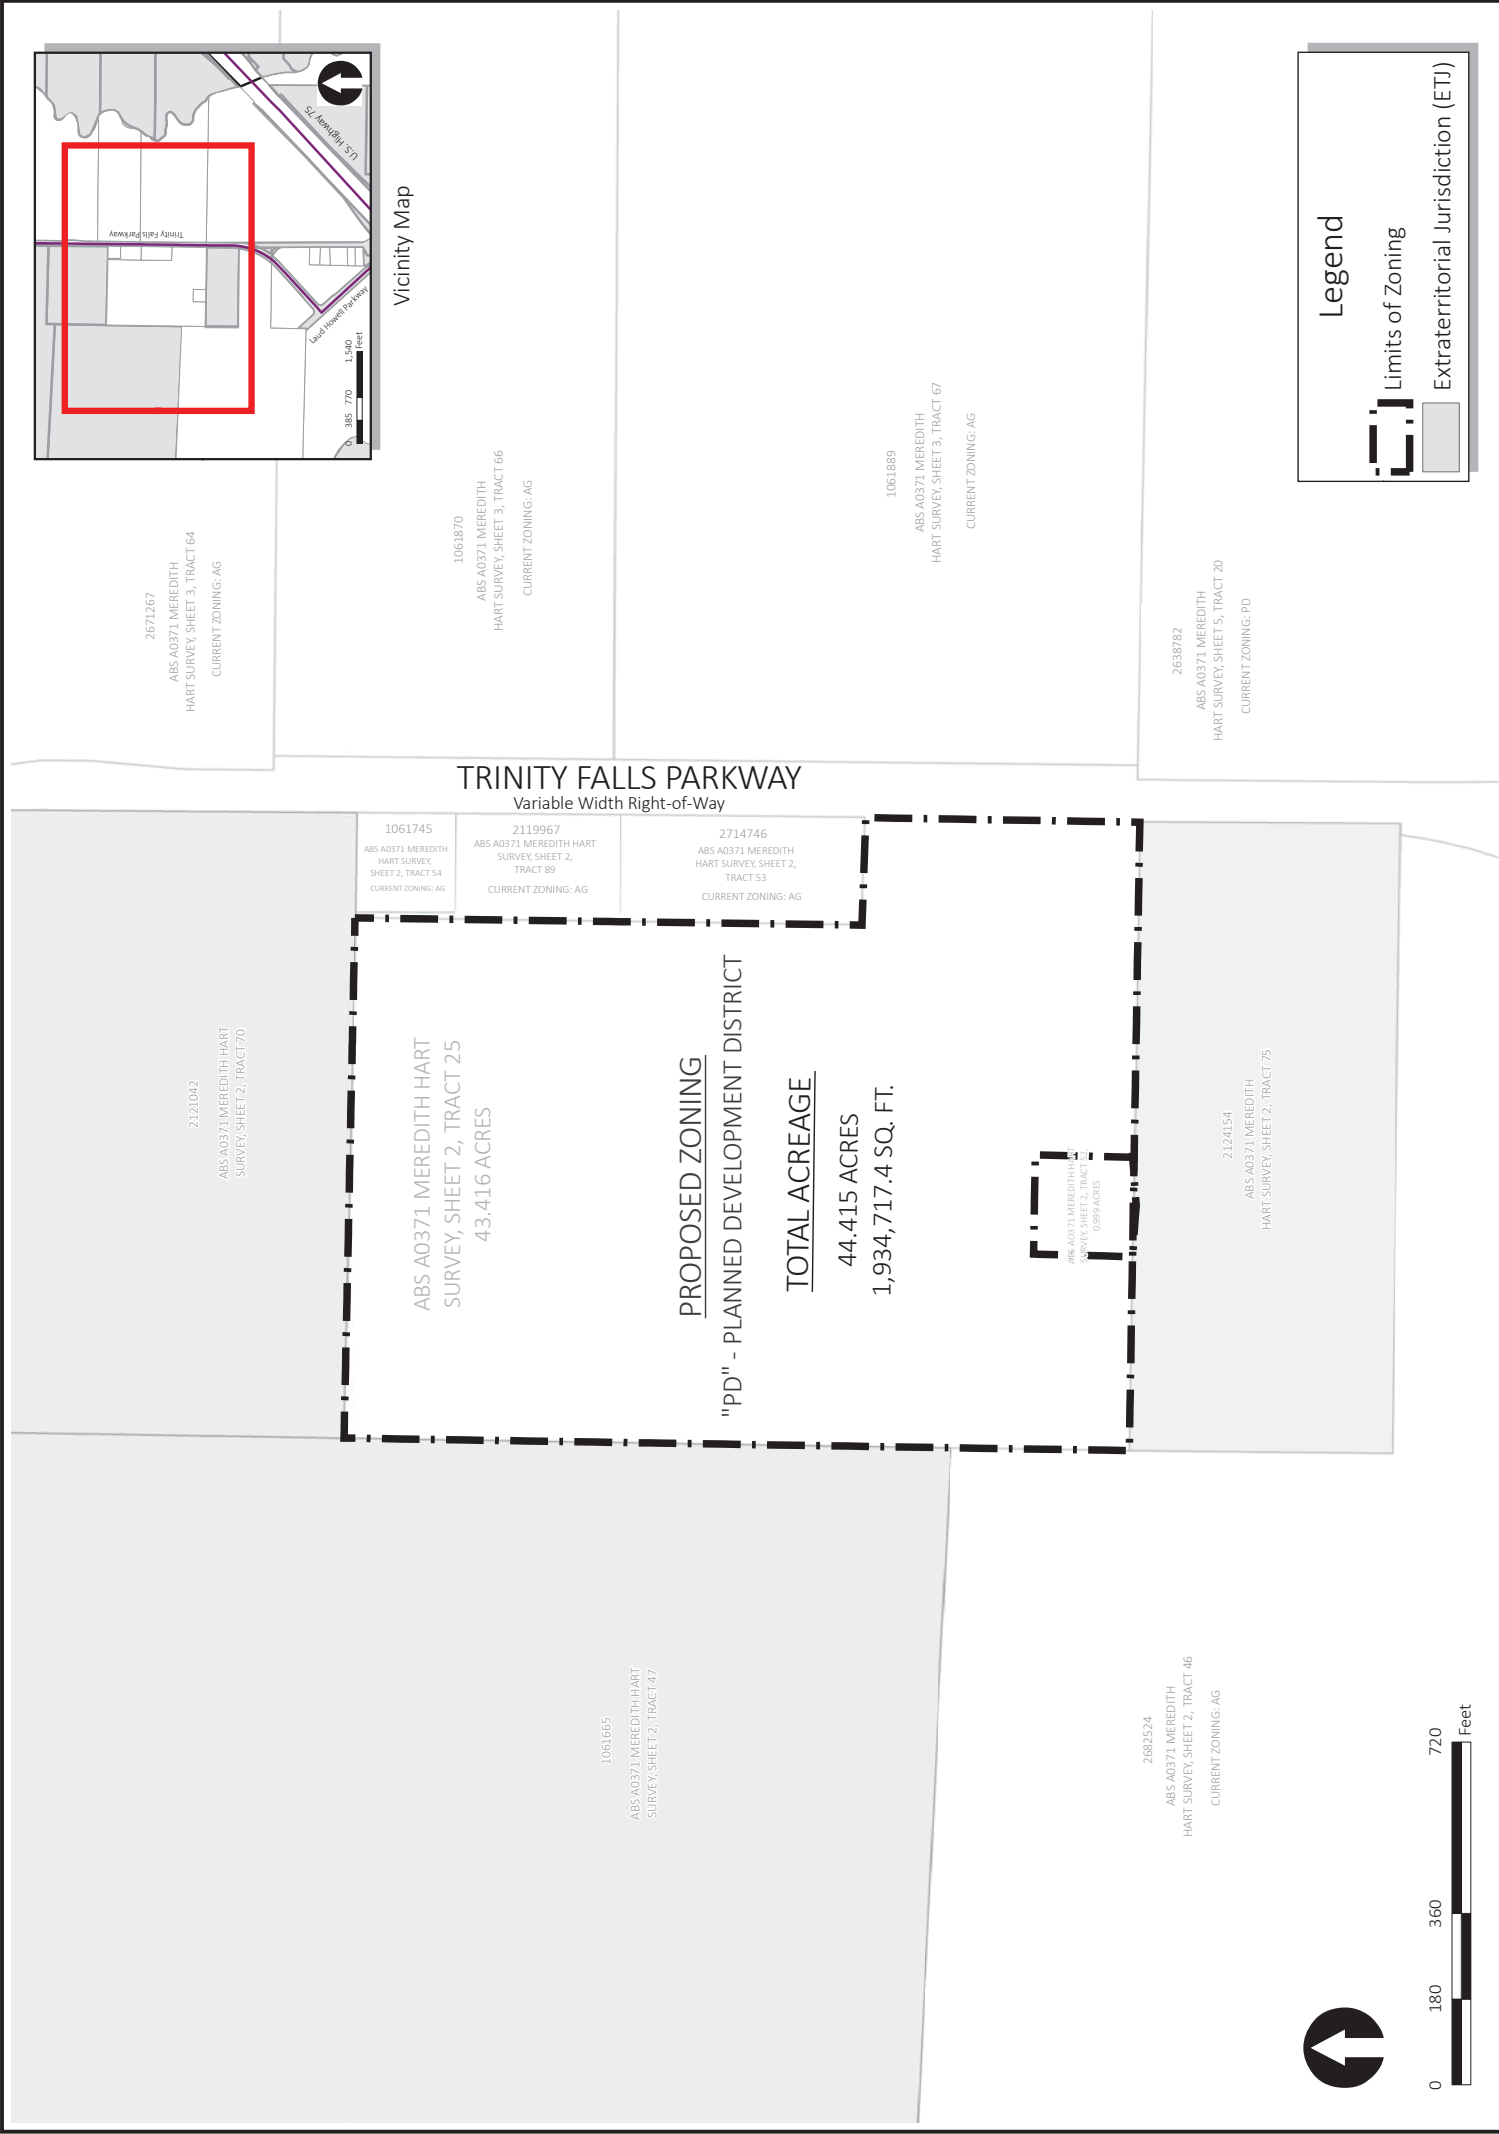 Trinity Falls Parkway
U.S. Highway 75
Laud Howell Parkway
0 385 770 1,540
Feet
Vicinity Map
Legend
Limits of Zoning
Extraterritorial Jurisdiction (ETJ)
2671267
ABS A0371 MEREDITH
HART SURVEY, SHEET 3, TRACT 64
CURRENT ZONING: AG
1061870
ABS A0371 MEREDITH
HART SURVEY, SHEET 3, TRACT 66
CURRENT ZONING: AG
1061889
ABS A0371 MEREDITH
HART SURVEY, SHEET 3, TRACT 67
CURRENT ZONING: AG
2638782
ABS A0371 MEREDITH
HART SURVEY, SHEET 5, TRACT 20
CURRENT ZONING: PD
TRINITY FALLS PARKWAY
Variable Width Right-of-Way
1061745
ABS A0371 MEREDITH
HART SURVEY,
SHEET 2, TRACT 54
CURRENT ZONING: AG
2119967
ABS A0371 MEREDITH HART
SURVEY, SHEET 2,
TRACT 89
CURRENT ZONING: AG
2714746
ABS A0371 MEREDITH
HART SURVEY, SHEET 2,
TRACT 53
CURRENT ZONING: AG
2121042
ABS A0371 MEREDITH HART
SURVEY, SHEET 2, TRACT 70
ABS A0371 MEREDITH HART
SURVEY, SHEET 2, TRACT 25
43.416 ACRES
PROPOSED ZONING
"PD" - PLANNED DEVELOPMENT DISTRICT
TOTAL ACREAGE
44.415 ACRES
1,934,717.4 SQ. FT.
ABS A0371 MEREDITH HART
SURVEY, SHEET 2, TRACT 52
0.999 ACRES
2124154
ABS A0371 MEREDITH
HART SURVEY, SHEET 2, TRACT 75
1061665
ABS A0371 MEREDITH HART
SURVEY, SHEET 2, TRACT 47
2682524
ABS A0371 MEREDITH
HART SURVEY, SHEET 2, TRACT 46
CURRENT ZONING: AG
0 180 360 720
Feet